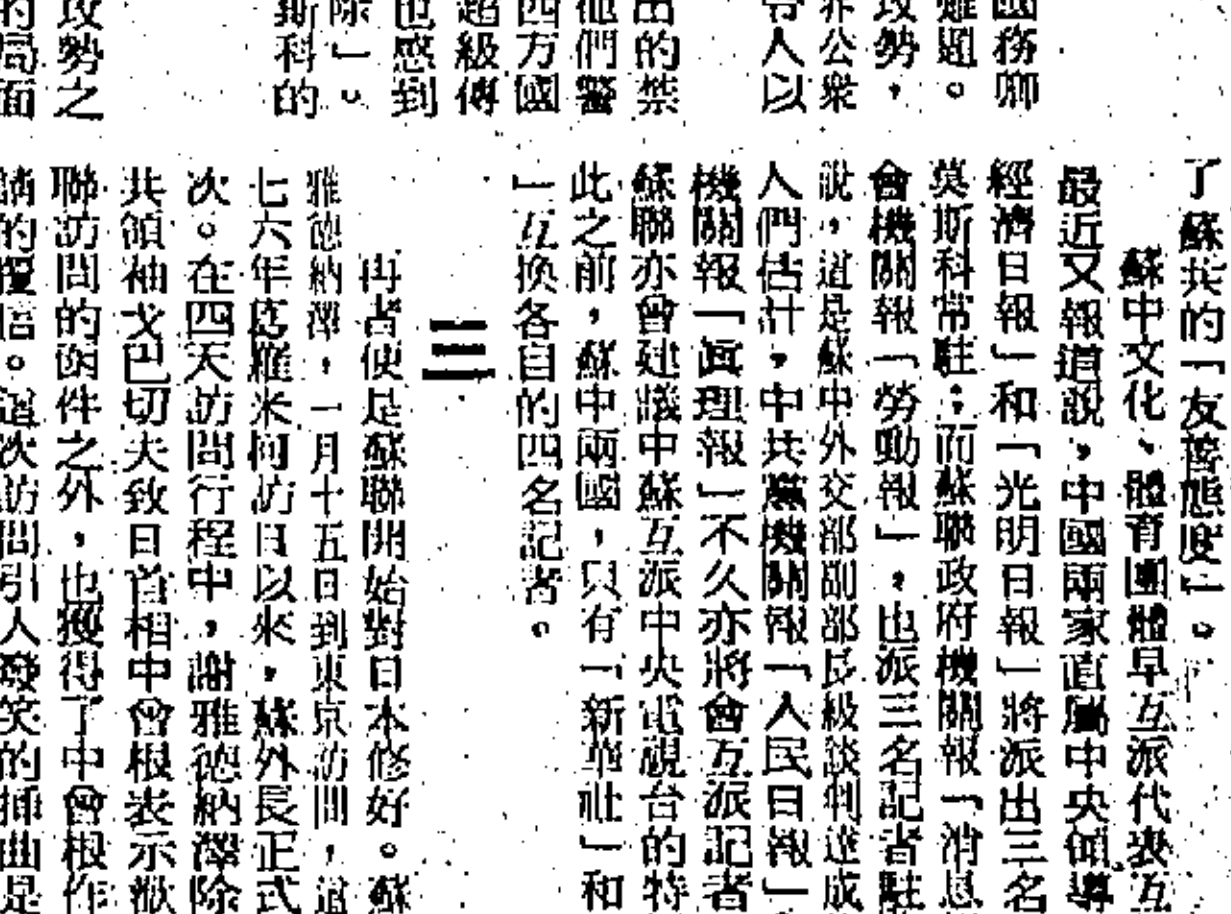 國務卿
難題。
攻勢，
非公衆
令人以
出的禁
他們警
四方國
超級傳
也感到
除」。
斯科的
攻勢之
的局面
了蘇共的「友善態度」。
蘇中文化、體育團體早互派代表互
最近又報道說，中國兩家直屬中央領導
經濟日報」和「光明日報」將派出三名
莫斯科常駐；而蘇聯政府機關報「消息
會機關報「勞動報」，也派三名記者駐
說，這是蘇中外交部副部長級談判達成
人們估計，中共黨機關報「人民日報」
機關報「眞理報」不久亦將會互派記者
蘇聯亦曾建議中蘇互派中央電視台的特
此之前，蘇中兩國，只有「新華社」和
」互換各自的四名記者。
三
再者便是蘇聯開始對日本修好。蘇
雅德納澤，一月十五日到東京訪問，這
七六年葛羅米柯訪日以來，蘇外長正式
次。在四天訪問行程中，謝雅德納澤除
共領袖戈巴切夫致日首相中曾根表示邀
聯訪問的函件之外，也獲得了中曾根作
請的覆信。這次訪問引人發笑的插曲是